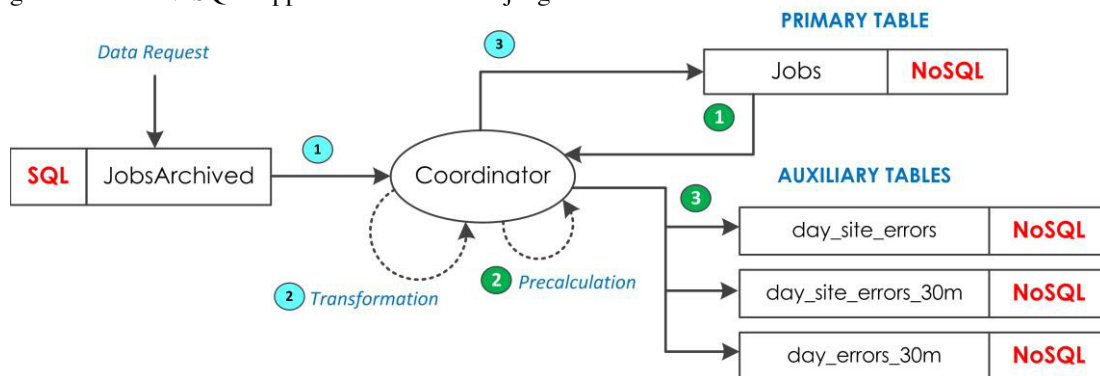 PRIMARY TABLE
3
Data Request
Jobs NoSQL
1
1
SQL JobsArchived
Coordinator
AUXILIARY TABLES
3
day_site_errors NoSQL
2 Transformation
2 Precalculation
day_site_errors_30m NoSQL
day_errors_30m NoSQL